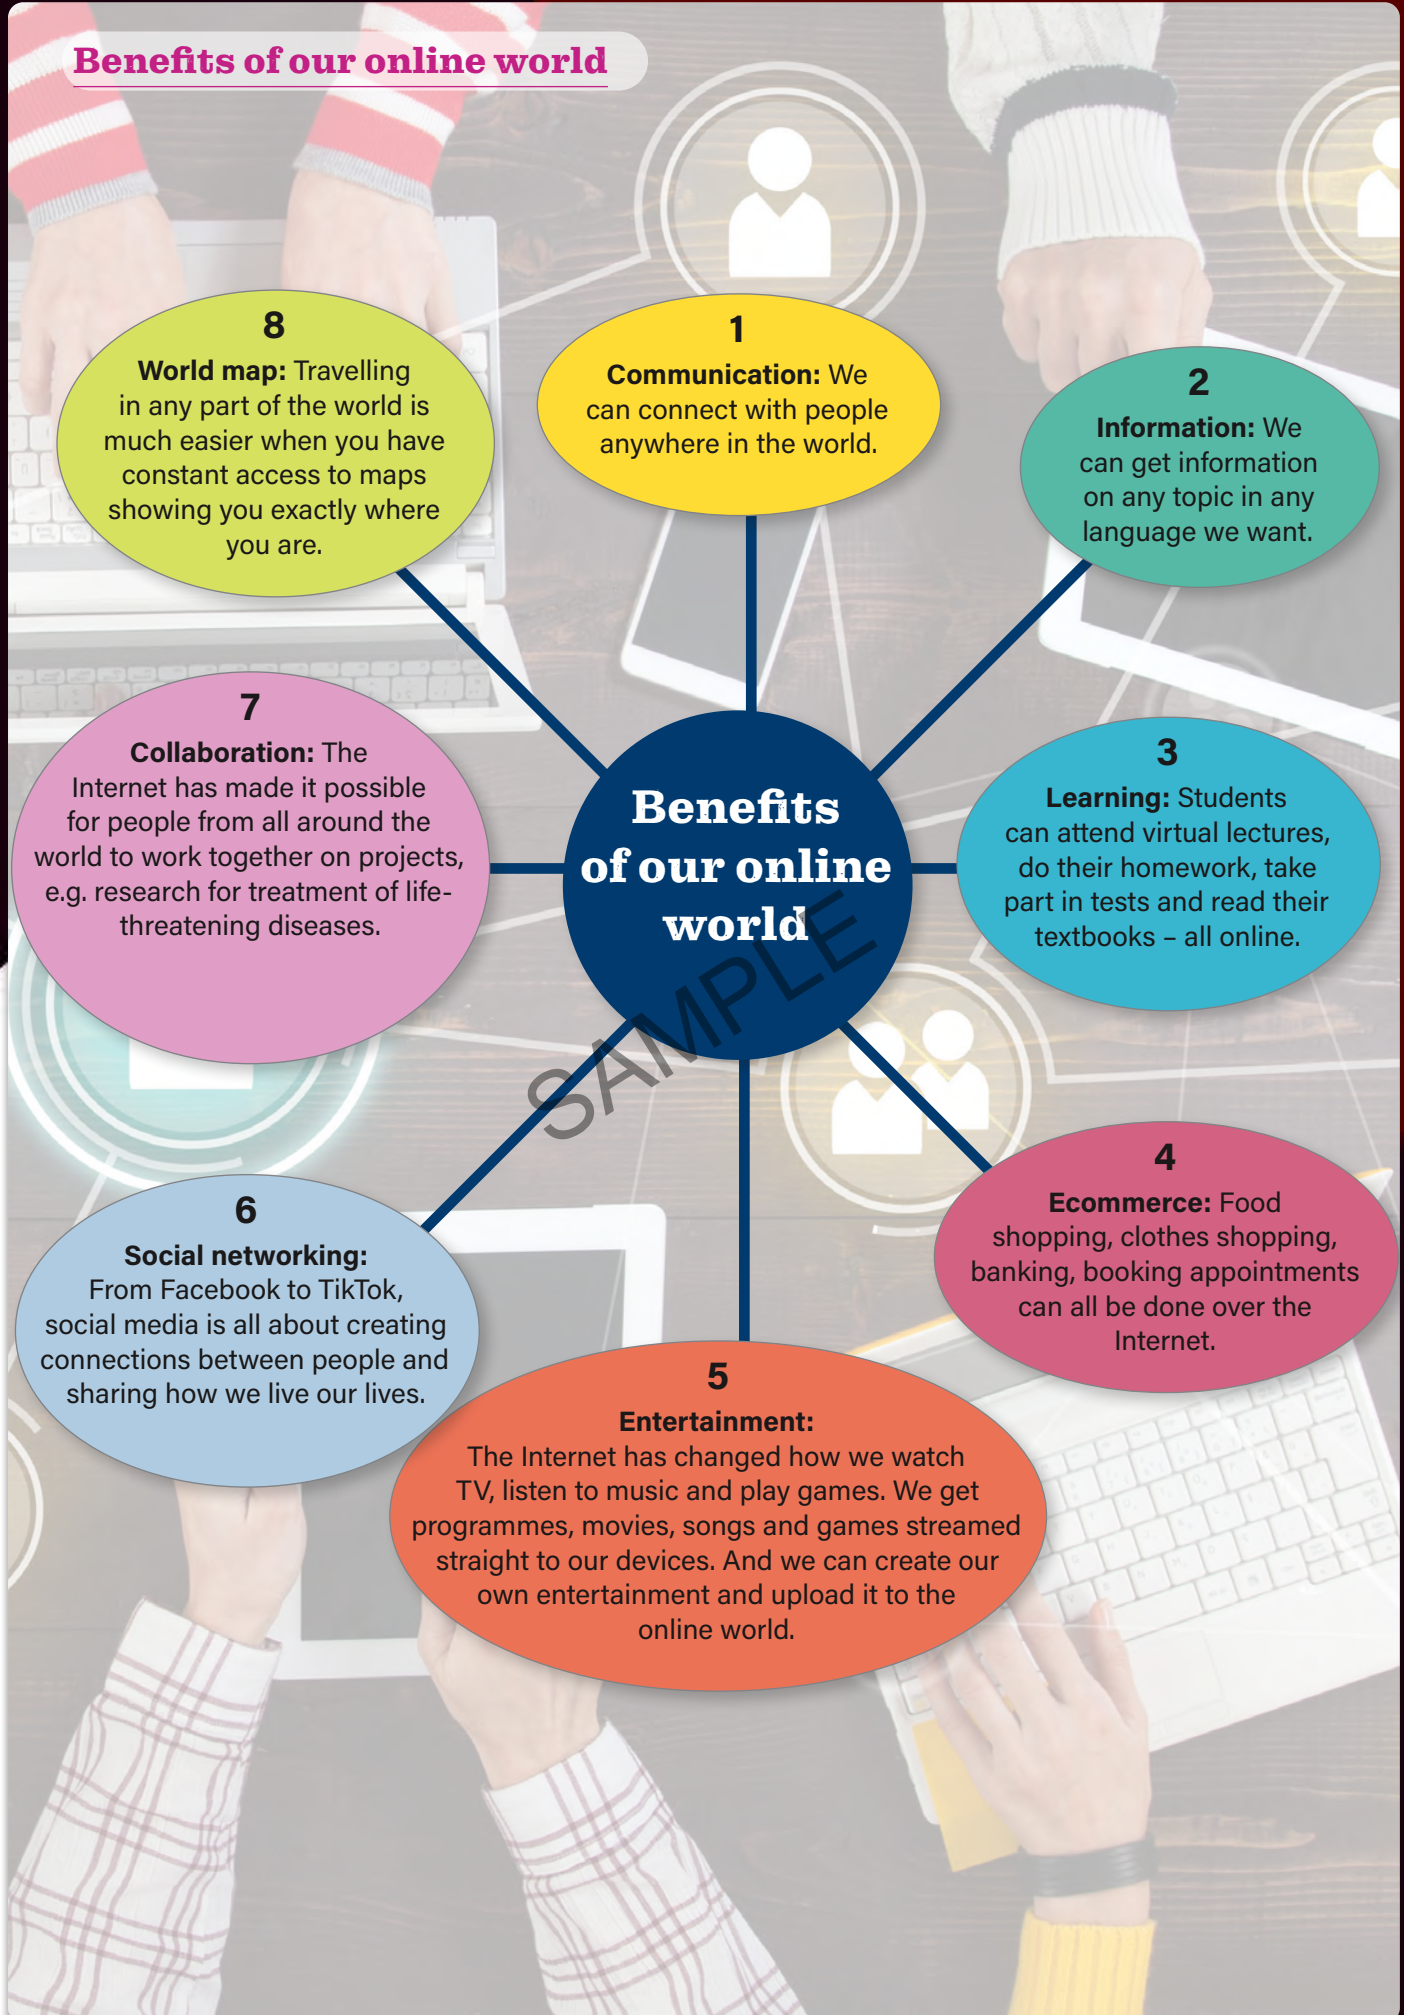 Benefits of our online world
8
World map: Travelling
in any part of the world is
much easier when you have
constant access to maps
showing you exactly where
you are.
1
Communication: We
can connect with people
anywhere in the world.
2
Information: We
can get information
on any topic in any
language we want.
7
Collaboration: The
Internet has made it possible
for people from all around the
world to work together on projects,
e.g. research for treatment of life-
threatening diseases.
Benefits
of our online
world
3
Learning: Students
can attend virtual lectures,
do their homework, take
part in tests and read their
textbooks – all online.
SAMPLE
4
Ecommerce: Food
shopping, clothes shopping,
banking, booking appointments
can all be done over the
Internet.
6
Social networking:
From Facebook to TikTok,
social media is all about creating
connections between people and
sharing how we live our lives.
5
Entertainment:
The Internet has changed how we watch
TV, listen to music and play games. We get
programmes, movies, songs and games streamed
straight to our devices. And we can create our
own entertainment and upload it to the
online world.